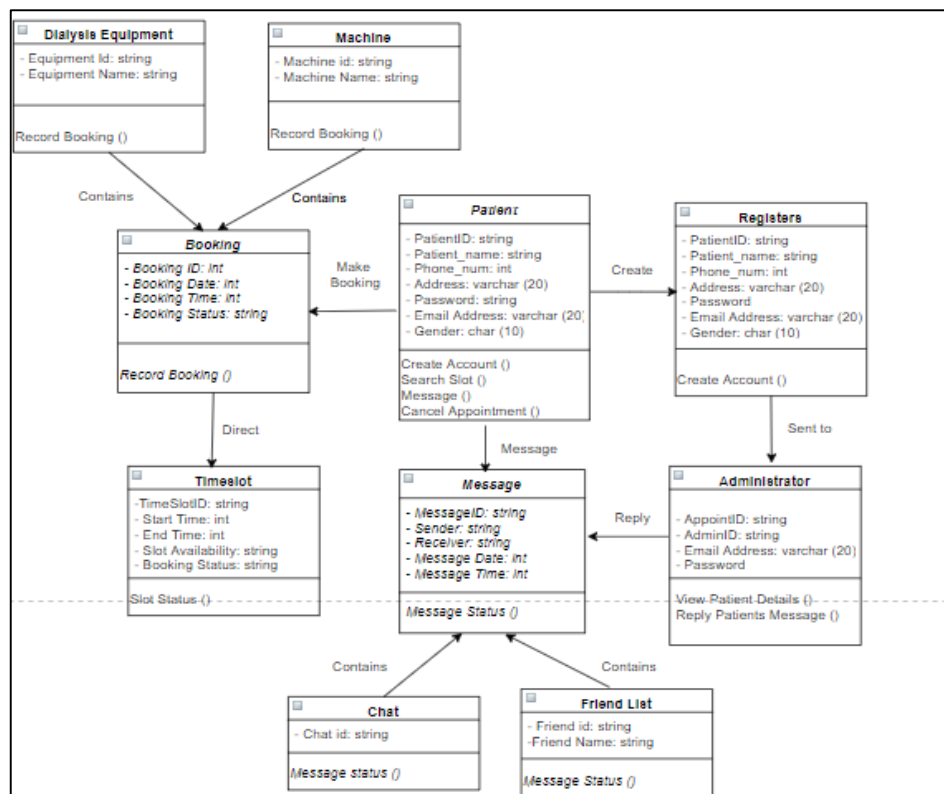 Dialysis Equipment
- Equipment Id: string
- Equipment Name: string
Record Booking ()
Machine
- Machine id: string
- Machine Name: string
Record Booking ()
Contains
Contains
Booking
- Booking ID: int
- Booking Date: int
- Booking Time: int
- Booking Status: string
Record Booking ()
Make
Booking
Patient
- PatientID: string
- Patient_name: string
- Phone_num: int
- Address: varchar (20)
- Password: string
- Email Address: varchar (20)
- Gender: char (10)
Create Account ()
Search Slot ()
Message ()
Cancel Appointment ()
Create
Registers
- PatientID: string
- Patient_name: string
- Phone_num: int
- Address: varchar (20)
- Password
- Email Address: varchar (20)
- Gender: char (10)
Create Account ()
Direct
Message
Sent to
Timeslot
-TimeSlotID: string
- Start Time: int
- End Time: int
- Slot Availability: string
- Booking Status: string
Slot Status ()
Message
- MessageID: string
- Sender: string
- Receiver: string
- Message Date: int
- Message Time: int
Message Status ()
Reply
Administrator
- AppointID: string
- AdminID: string
- Email Address: varchar (20)
- Password
View Patient Details ()
Reply Patients Message ()
Contains
Contains
Chat
- Chat id: string
Message status ()
Friend List
- Friend id: string
-Friend Name: string
Message Status ()